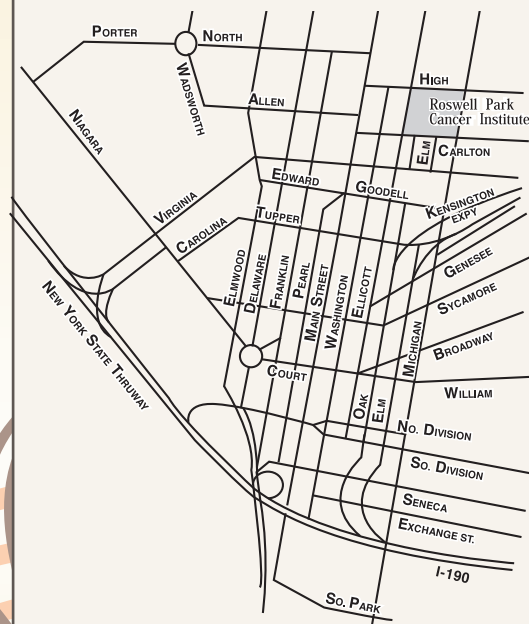 PORTER
NORTH
WADSWORTH
HIGH
ALLEN
Roswell Park
Cancer Institute
NIAGARA
ELM
CARLTON
EDWARD
GOODELL
VIRGINIA
KENSINGTON
EXPY
TUPPER
CAROLINA
ELMWOOD
DELAWARE
FRANKLIN
PEARL
MAIN STREET
WASHINGTON
ELLICOTT
GENESEE
SYCAMORE
NEW YORK STATE THRUWAY
MICHIGAN
BROADWAY
COURT
WILLIAM
OAK
ELM
NO. DIVISION
SO. DIVISION
SENECA
EXCHANGE ST.
I-190
SO. PARK